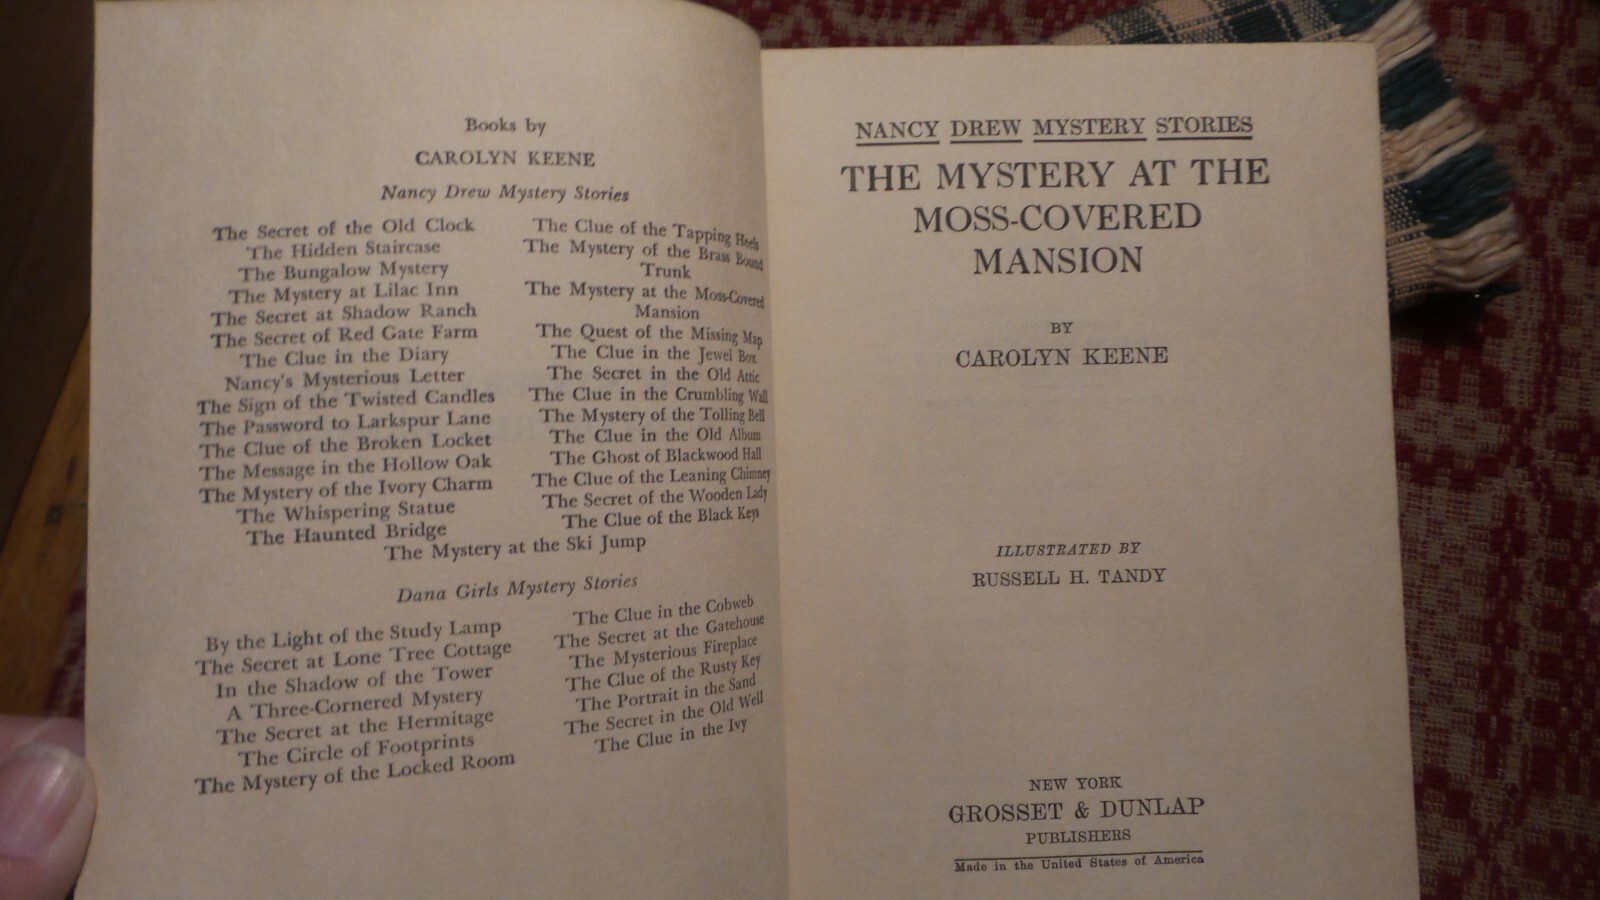 Books by
CAROLYN KEENE
Nancy Drew Mystery Stories
The Secret of the Old Clock
The Hidden Staircase
The Bungalow Mystery
The Mystery at Lilac Inn
The Secret at Shadow Ranch
The Secret of Red Gate Farm
The Clue in the Diary
Nancy's Mysterious Letter
The Sign of the Twisted Candles
The Password to Larkspur Lane
The Clue of the Broken Locket
The Message in the Hollow Oak
The Mystery of the Ivory Charm
The Whispering Statue
The Haunted Bridge
The Clue of the Tapping Heels
The Mystery of the Brass Bound
Trunk
The Mystery at the Moss-Covered
Mansion
The Quest of the Missing Map
The Clue in the Jewel Box
The Secret in the Old Attic
The Clue in the Crumbling Wall
The Mystery of the Tolling Bell
The Clue in the Old Album
The Ghost of Blackwood Hall
The Clue of the Leaning Chimney
The Secret of the Wooden Lady
The Clue of the Black Keys
The Mystery at the Ski Jump
Dana Girls Mystery Stories
By the Light of the Study Lamp
The Secret at Lone Tree Cottage
In the Shadow of the Tower
A Three-Cornered Mystery
The Secret at the Hermitage
The Circle of Footprints
The Mystery of the Locked Room
The Clue in the Cobweb
The Secret at the Gatehouse
The Mysterious Fireplace
The Clue of the Rusty Key
The Portrait in the Sand
The Secret in the Old Well
The Clue in the Ivy
NANCY DREW MYSTERY STORIES
THE MYSTERY AT THE
MOSS-COVERED
MANSION
BY
CAROLYN KEENE
ILLUSTRATED BY
RUSSELL H. TANDY
NEW YORK
GROSSET & DUNLAP
PUBLISHERS
Made in the United States of America